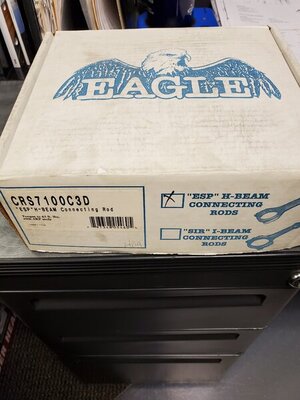 EAGLE
CRS7100C3D
"ESP" H-BEAM Connecting Rod
"ESP" H-BEAM
CONNECTING
RODS
"SIR" I-BEAM
CONNECTING
RODS